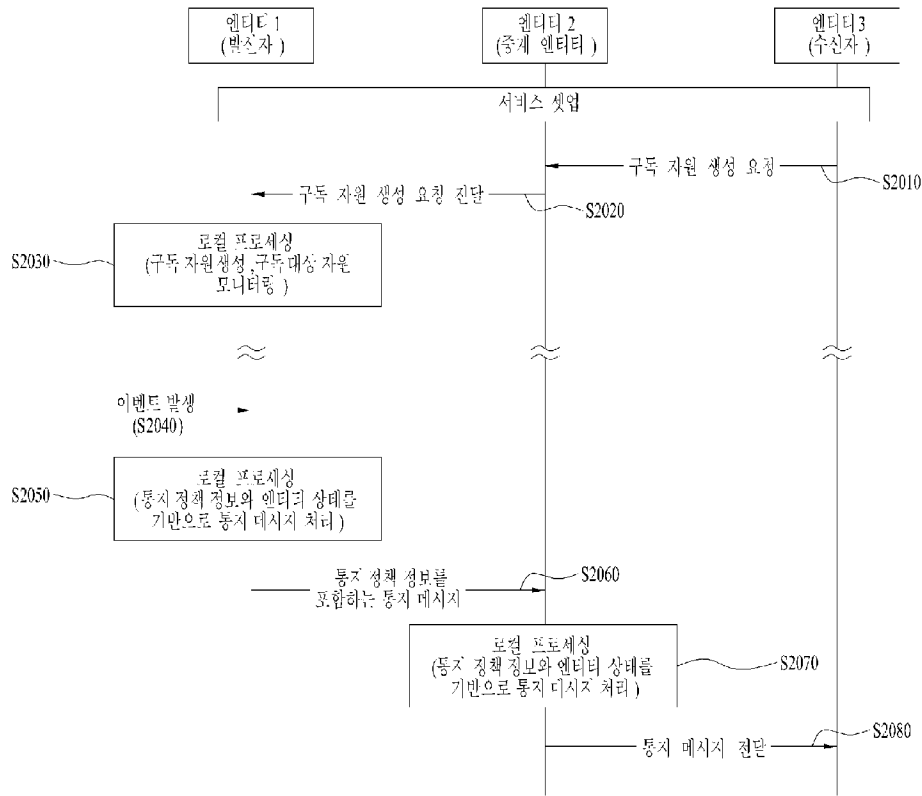 엔티티 1
(발신자)
엔티티 2
(중계 엔티티)
엔티티 3
(수신자)
서비스 셋업
구독 자원 생성 요청
S2010
구독 자원 생성 요청 전달
S2020
S2030
로컬 프로세싱
(구독 자원생성 ,구독대상 자원
모니터링 )
이벤트 발생
(S2040)
S2050
로컬 프로세싱
(통지 정책 정보와 엔티티 상태를
기반으로 통지 메시지 처리 )
통지 정책 정보를
포함하는 통지 메시지
S2060
로컬 프로세싱
(통지 정책 정보와 엔티티 상태를
기반으로 통지 메시지 처리 )
S2070
통지 메시지 전달
S2080